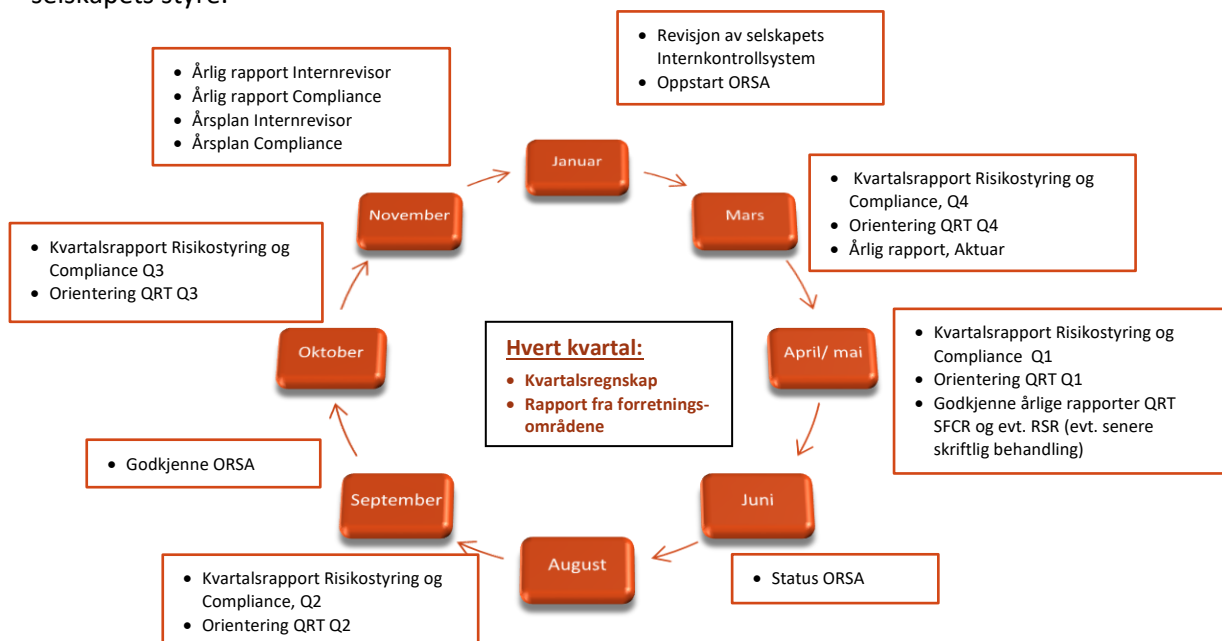 selskapets styre.
• Revisjon av selskapets
Internkontrollsystem
• Oppstart ORSA
• Årlig rapport Internrevisor
• Årlig rapport Compliance
• Årsplan Internrevisor
• Årsplan Compliance
Januar
• Kvartalsrapport Risikostyring og
Compliance, Q4
• Orientering QRT Q4
• Årlig rapport, Aktuar
November
Mars
• Kvartalsrapport Risikostyring og
Compliance Q3
• Orientering QRT Q3
Oktober
Hvert kvartal:
• Kvartalsregnskap
• Rapport fra forretnings-
områdene
April/ mai
• Kvartalsrapport Risikostyring og
Compliance Q1
• Orientering QRT Q1
• Godkjenne årlige rapporter QRT
SFCR og evt. RSR (evt. senere
skriftlig behandling)
• Godkjenne ORSA
September
Juni
August
• Status ORSA
• Kvartalsrapport Risikostyring og
Compliance, Q2
• Orientering QRT Q2